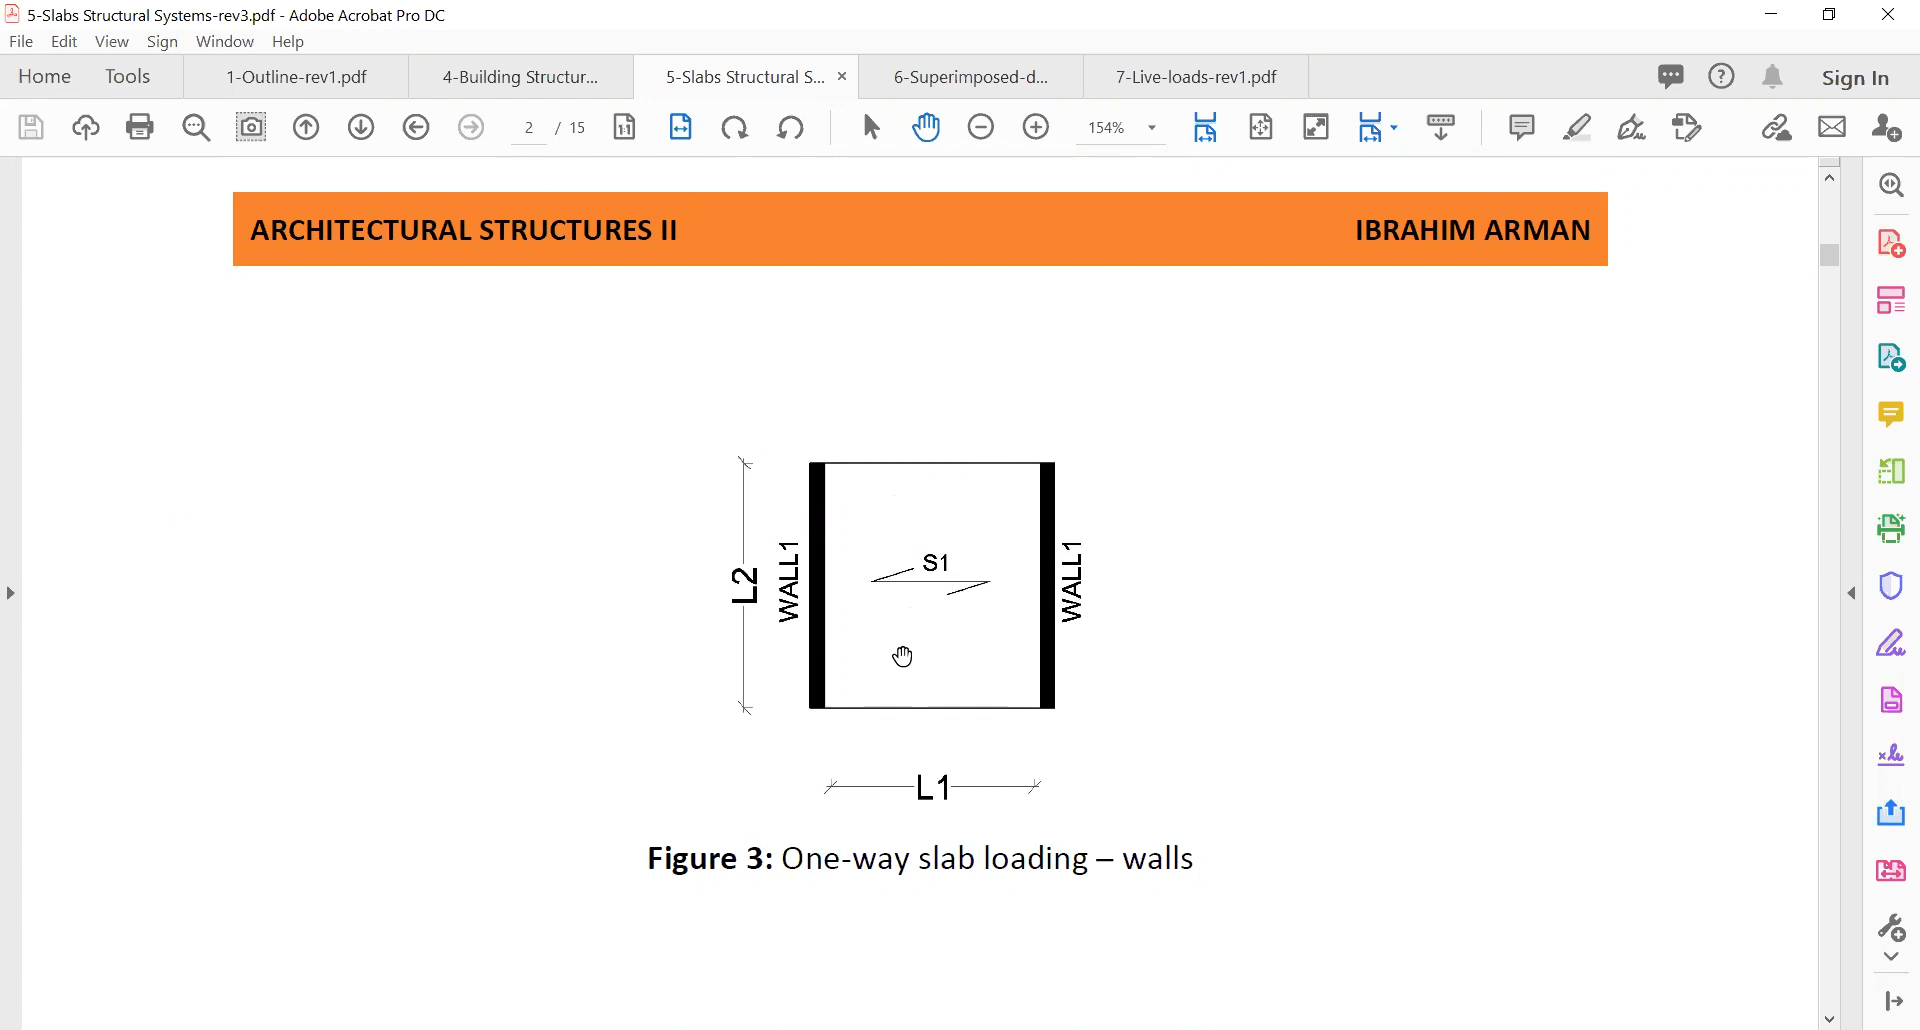 5-Slabs Structural Systems-rev3.pdf - Adobe Acrobat Pro DC
File Edit View Sign Window Help
Home Tools 1-Outline-rev1.pdf 4-Building Structur... 5-Slabs Structural S... × 6-Superimposed-d... 7-Live-loads-rev1.pdf Sign In
2 / 15 154%
ARCHITECTURAL STRUCTURES II IBRAHIM ARMAN
L2
WALL1
S1
WALL1
L1
Figure 3: One-way slab loading – walls